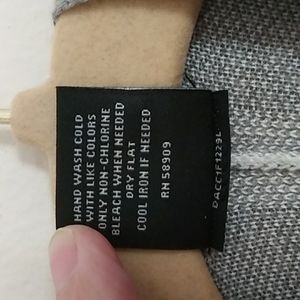 HAND WASH COLD
WITH LIKE COLORS
ONLY NON-CHLORINE
BLEACH WHEN NEEDED
DRY FLAT
COOL IRON IF NEEDED
RN 58909
DACC1F1229L